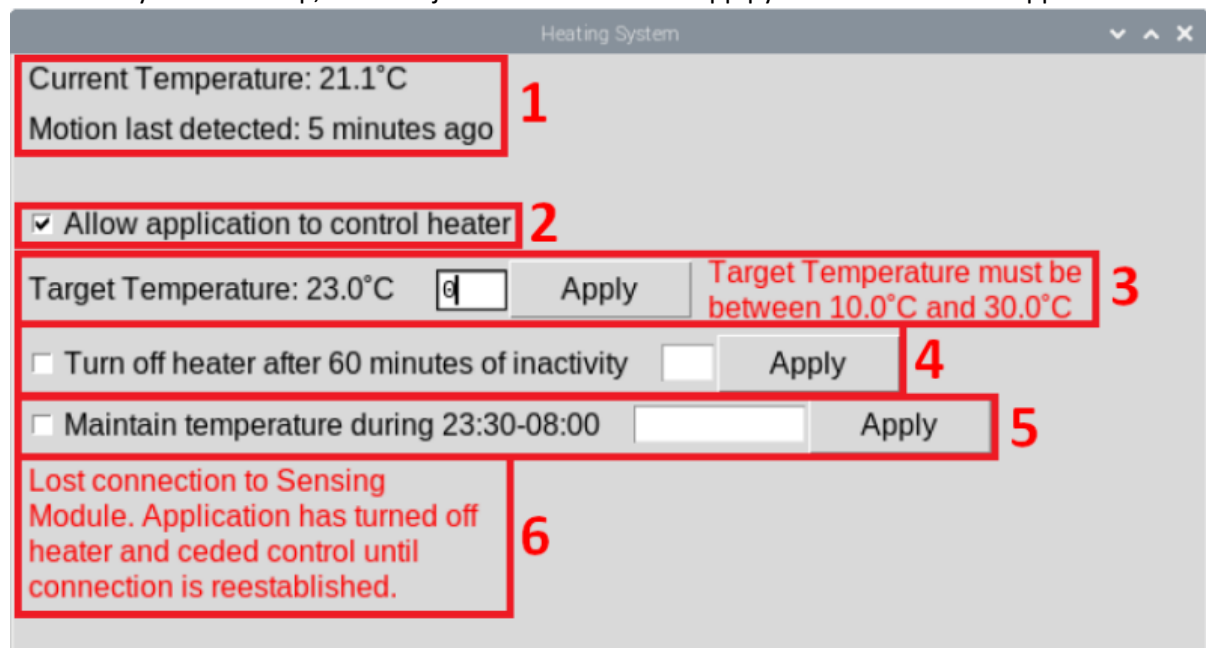 Heating System
Current Temperature: 21.1°C
1
Motion last detected: 5 minutes ago
Allow application to control heater 2
Target Temperature: 23.0°C 0 Apply
Target Temperature must be
between 10.0°C and 30.0°C
3
Turn off heater after 60 minutes of inactivity Apply 4
Maintain temperature during 23:30-08:00 Apply 5
Lost connection to Sensing
Module. Application has turned off
heater and ceded control until
connection is reestablished.
6